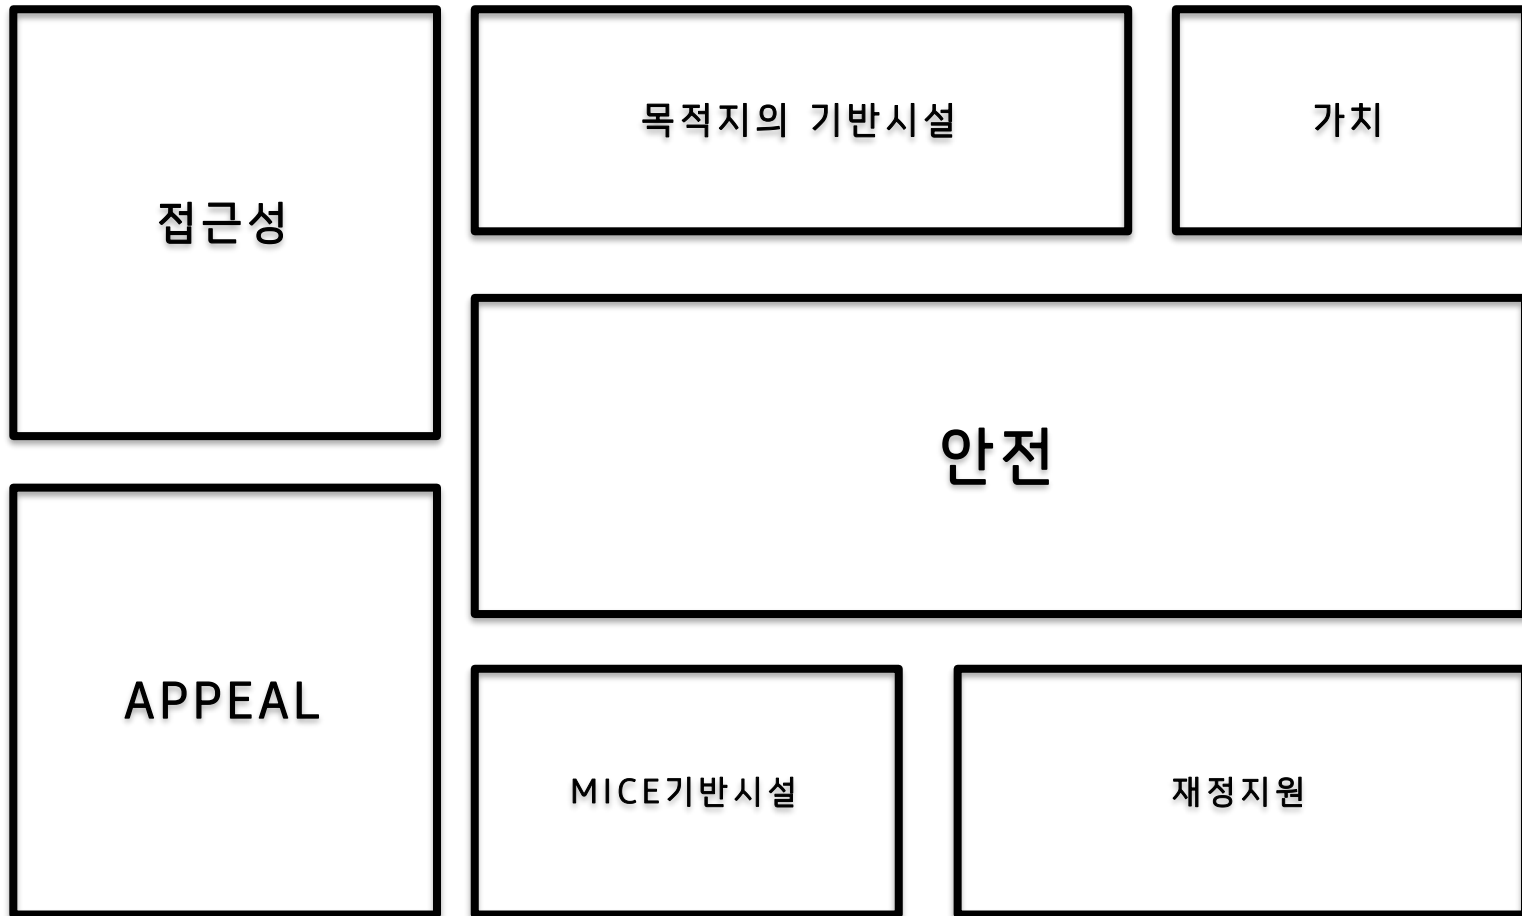 접근성
목적지의 기반시설
가치
안전
APPEAL
MICE기반시설
재정지원